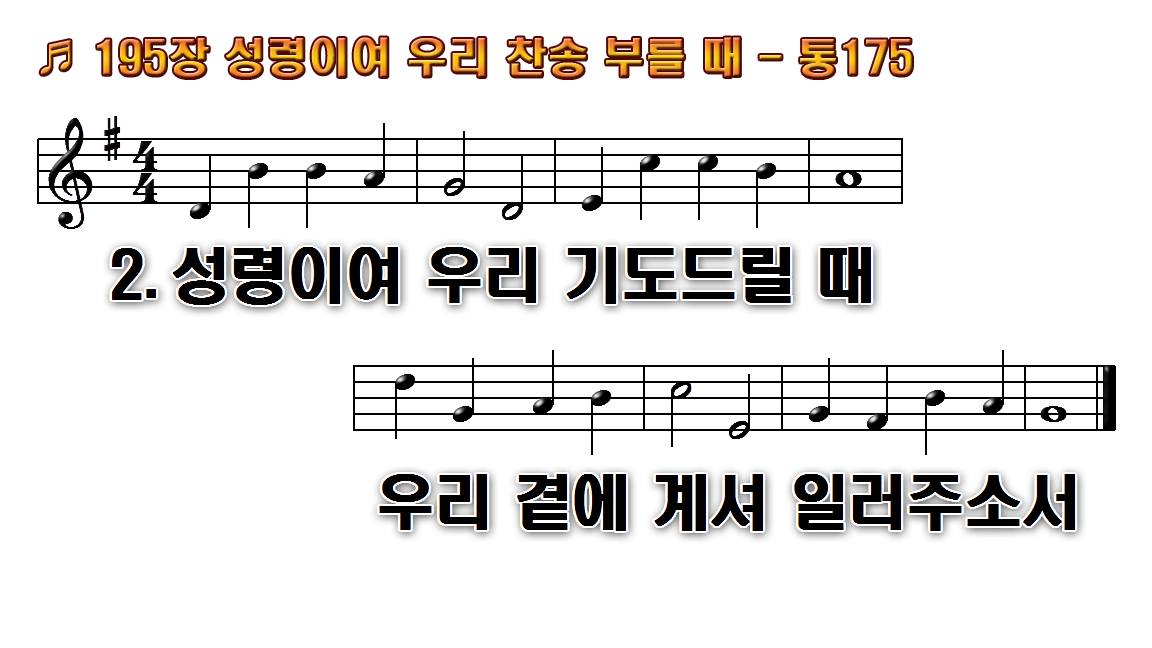 ♬ 195장 성령이여 우리 찬송 부를 때 - 통175
2. 성령이여 우리 기도드릴 때
우리 곁에 계셔 일러주소서